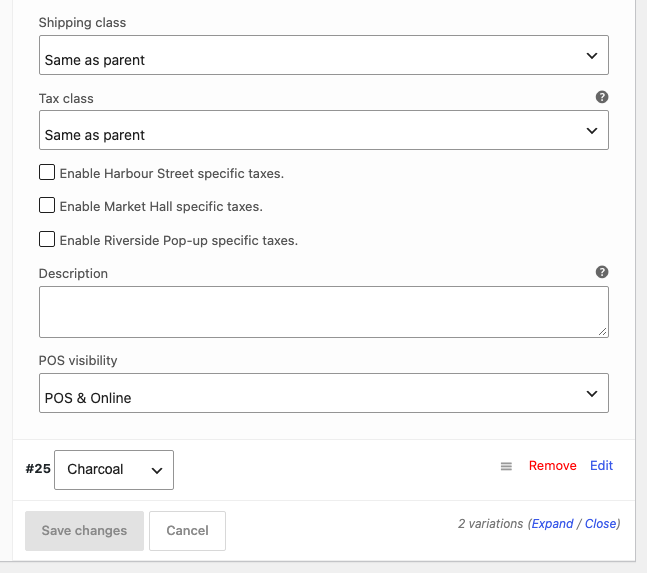 Shipping class
Same as parent
Tax class
Same as parent
Enable Harbour Street specific taxes.
Enable Market Hall specific taxes.
Enable Riverside Pop-up specific taxes.
Description
POS visibility
POS & Online
#25 Charcoal Remove Edit
Save changes Cancel 2 variations (Expand / Close)